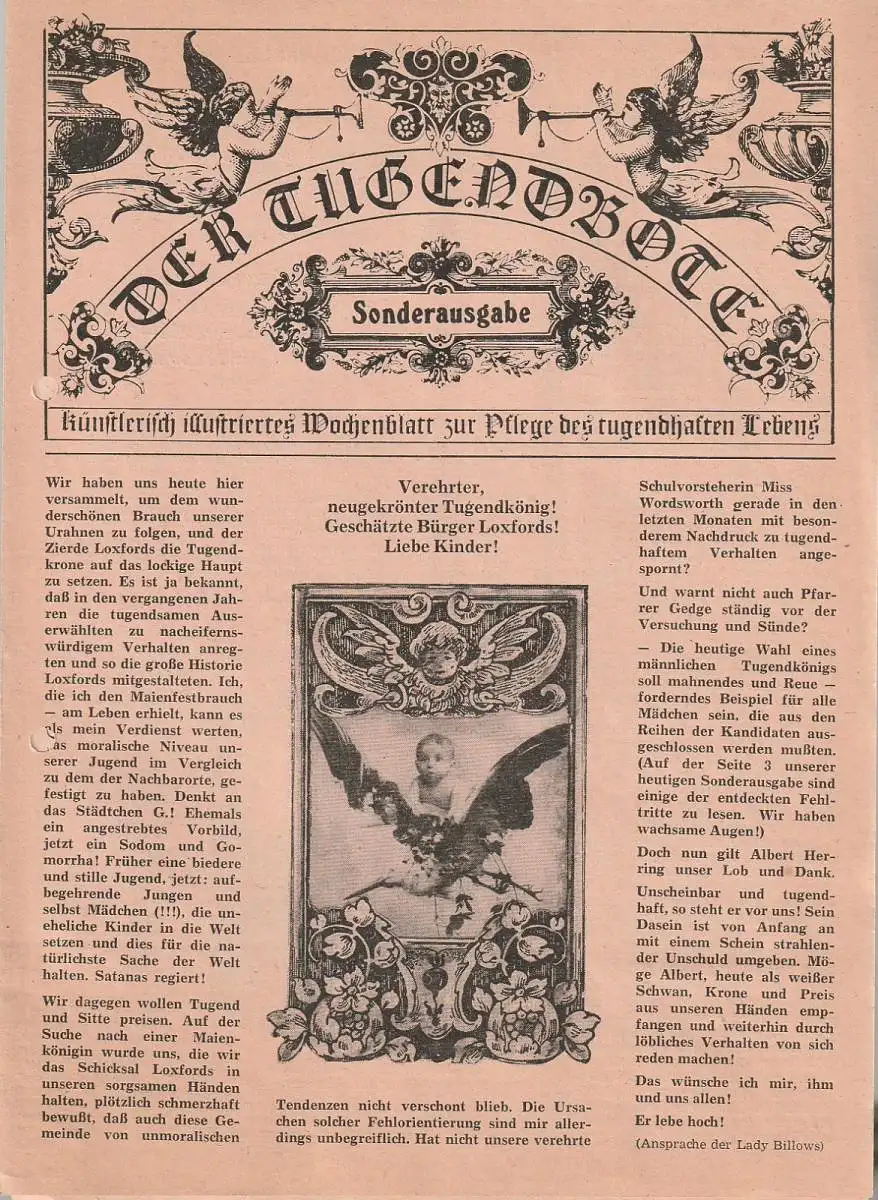 DER TUGENDBOTE
Sonderausgabe
Künstlerisch illustriertes Wochenblatt zur Pflege des tugendhaften Lebens
Wir haben uns heute hier
versammelt, um dem wun-
derschönen Brauch unserer
Urahnen zu folgen, und der
Zierde Loxfords die Tugend-
krone auf das lockige Haupt
zu setzen. Es ist ja bekannt,
daß in den vergangenen Jah-
ren die tugendsamen Aus-
erwählten zu nacheiferns-
würdigem Verhalten anreg-
ten und so die große Historie
Loxfords mitgestalteten. Ich,
die ich den Maienfestbrauch
— am Leben erhielt, kann es
als mein Verdienst werten,
das moralische Niveau un-
serer Jugend im Vergleich
zu dem der Nachbarorte, ge-
festigt zu haben. Denkt an
das Städtchen G.! Ehemals
ein angestrebtes Vorbild,
jetzt ein Sodom und Go-
morrha! Früher eine biedere
und stille Jugend, jetzt: auf-
begehrende Jungen und
selbst Mädchen (!!!), die un-
eheliche Kinder in die Welt
setzen und dies für die na-
türlichste Sache der Welt
halten. Satanas regiert!
Wir dagegen wollen Tugend
und Sitte preisen. Auf der
Suche nach einer Maien-
königin wurde uns, die wir
das Schicksal Loxfords in
unseren sorgsamen Händen
halten, plötzlich schmerzhaft
bewußt, daß auch diese Ge-
meinde von unmoralischen
Verehrter,
neugekrönter Tugendkönig!
Geschätzte Bürger Loxfords!
Liebe Kinder!
Tendenzen nicht verschont blieb. Die Ursa-
chen solcher Fehlorientierung sind mir aller-
dings unbegreiflich. Hat nicht unsere verehrte
Schulvorsteherin Miss
Wordsworth gerade in den
letzten Monaten mit beson-
derem Nachdruck zu tugend-
haftem Verhalten ange-
spornt?
Und warnt nicht auch Pfar-
rer Gedge ständig vor der
Versuchung und Sünde?
— Die heutige Wahl eines
männlichen Tugendkönigs
soll mahnendes und Reue —
forderndes Beispiel für alle
Mädchen sein, die aus den
Reihen der Kandidaten aus-
geschlossen werden mußten.
(Auf der Seite 3 unserer
heutigen Sonderausgabe sind
einige der entdeckten Fehl-
tritte zu lesen. Wir haben
wachsame Augen!)
Doch nun gilt Albert Her-
ring unser Lob und Dank.
Unscheinbar und tugend-
haft, so steht er vor uns! Sein
Dasein ist von Anfang an
mit einem Schein strahlen-
der Unschuld umgeben. Mö-
ge Albert, heute als weißer
Schwan, Krone und Preis
aus unseren Händen emp-
fangen und weiterhin durch
löbliches Verhalten von sich
reden machen!
Das wünsche ich mir, ihm
und uns allen!
Er lebe hoch!
(Ansprache der Lady Billows)